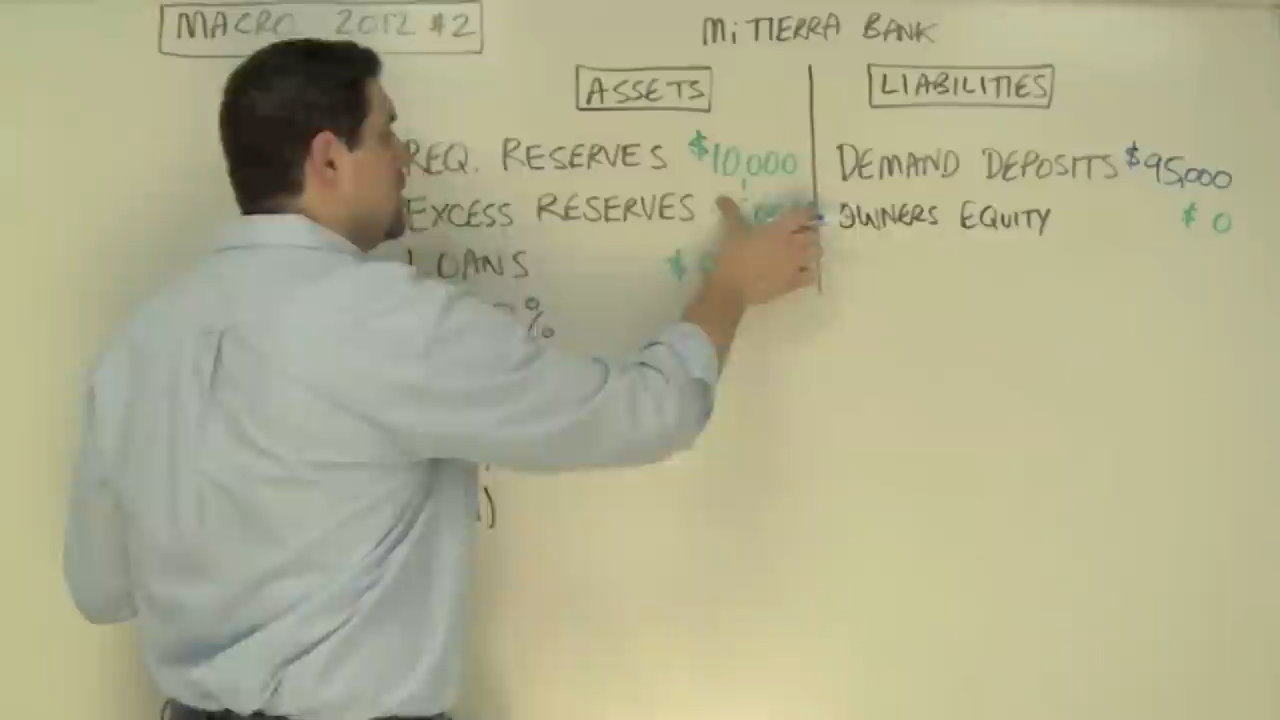 MACRO 2012 #2
Mi TIERRA BANK
ASSETS
LIABILITIES
REQ. RESERVES $10,000
EXCESS RESERVES
LOANS $
%
)
DEMAND DEPOSITS $95,000
OWNERS EQUITY $0